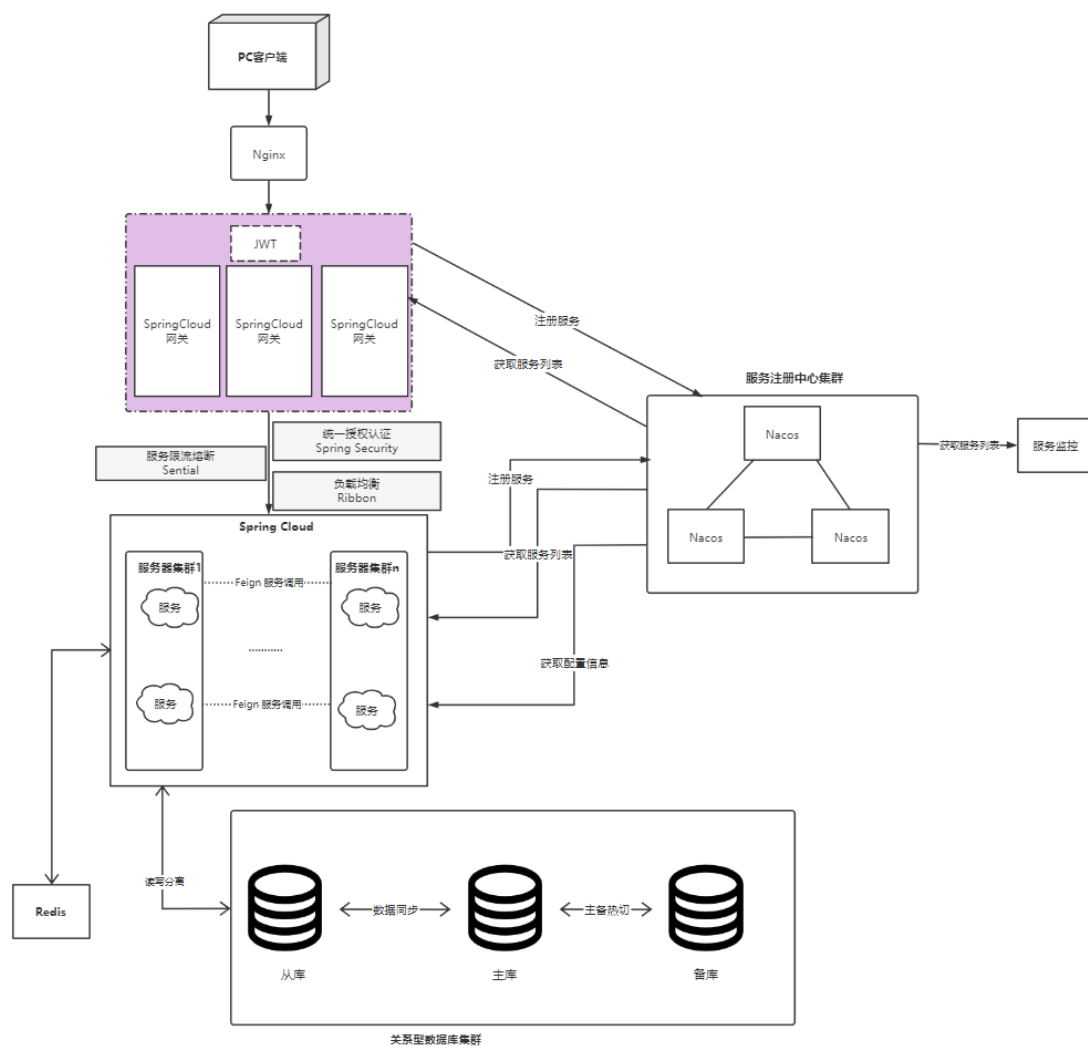 PC客户端
Nginx
JWT
SpringCloud
网关
SpringCloud
网关
SpringCloud
网关
注册服务
获取服务列表
服务注册中心集群
Nacos
Nacos
Nacos
获取服务列表
服务监控
统一授权认证
Spring Security
服务限流熔断
Sential
负载均衡
Ribbon
注册服务
获取服务列表
获取配置信息
Spring Cloud
服务器集群1
服务器集群n
服务
Feign 服务调用
服务
............
服务
Feign 服务调用
服务
Redis
读写分离
数据同步
主备热切
从库
主库
备库
关系型数据库集群